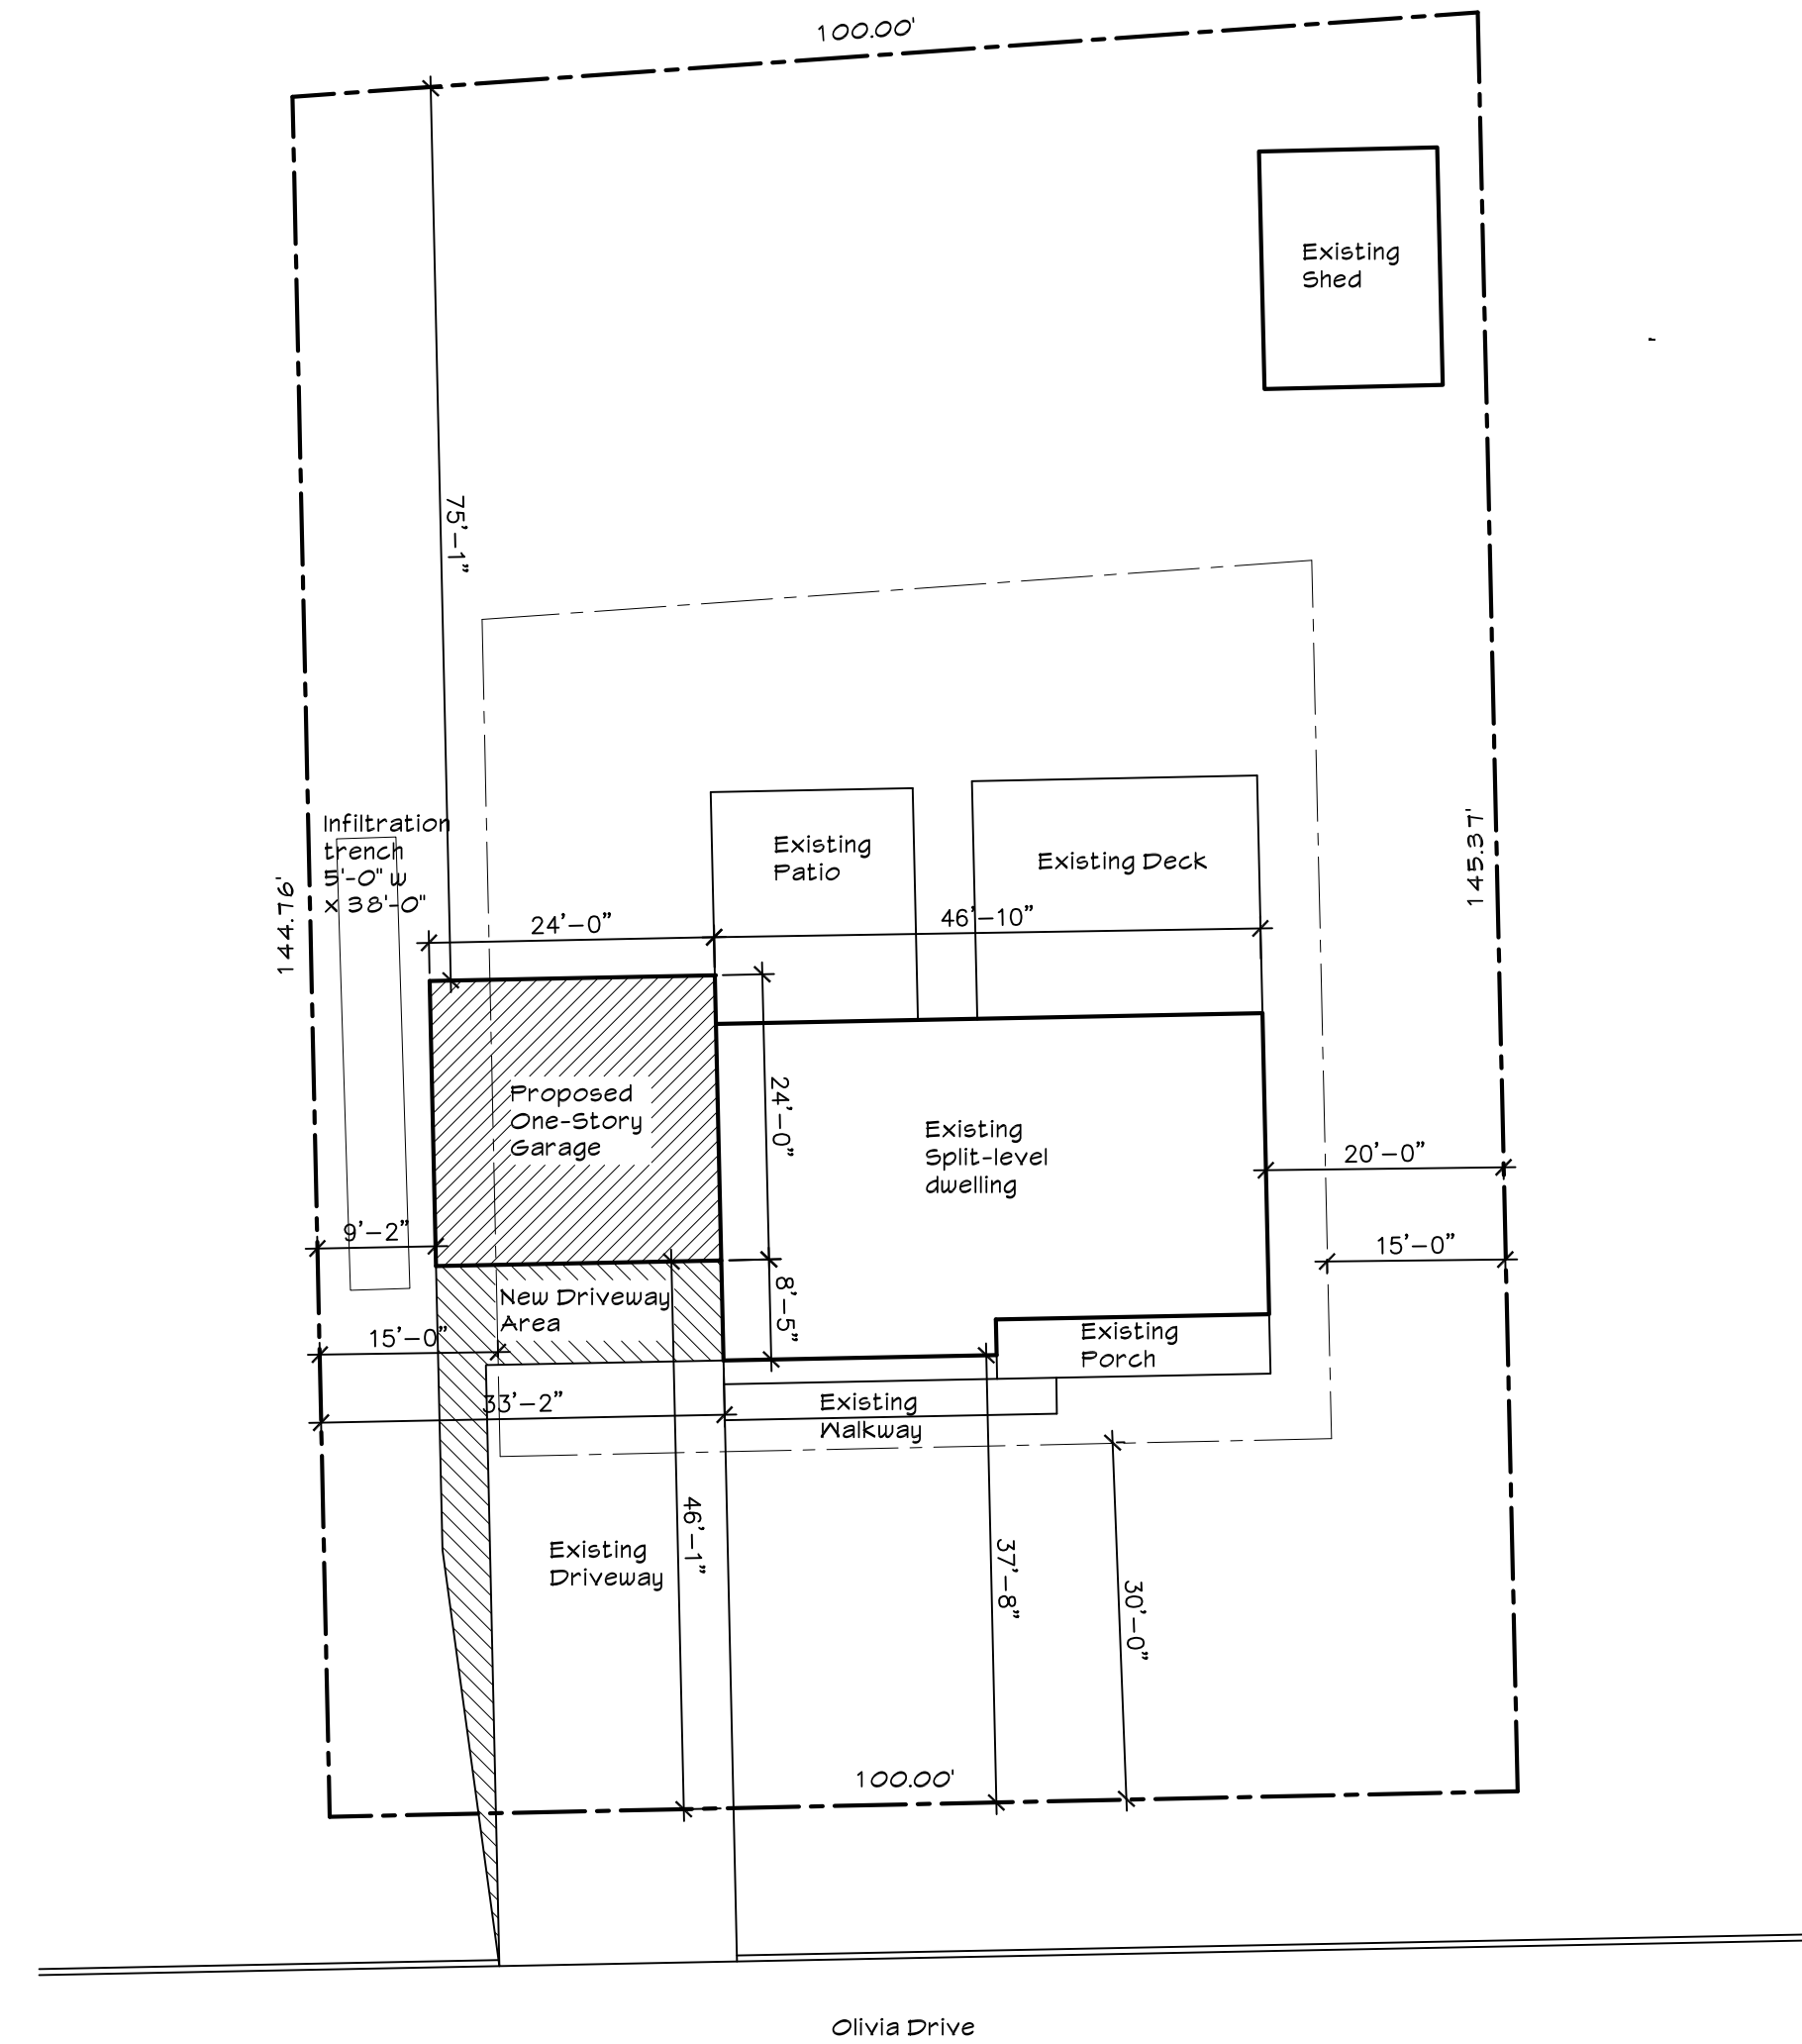 100.00'
Existing
Shed
75'-1"
Infiltration
trench
5'-0" w
x 38'-0"
144.76'
145.37'
Existing
Patio
Existing Deck
24'-0"
46'-10"
Proposed
One-Story
Garage
24'-0"
Existing
Split-level
dwelling
20'-0"
9'-2"
15'-0"
New Driveway
Area
8'-5"
15'-0"
Existing
Porch
33'-2"
Existing
Walkway
46'-1"
Existing
Driveway
37'-8"
30'-0"
100.00'
Olivia Drive